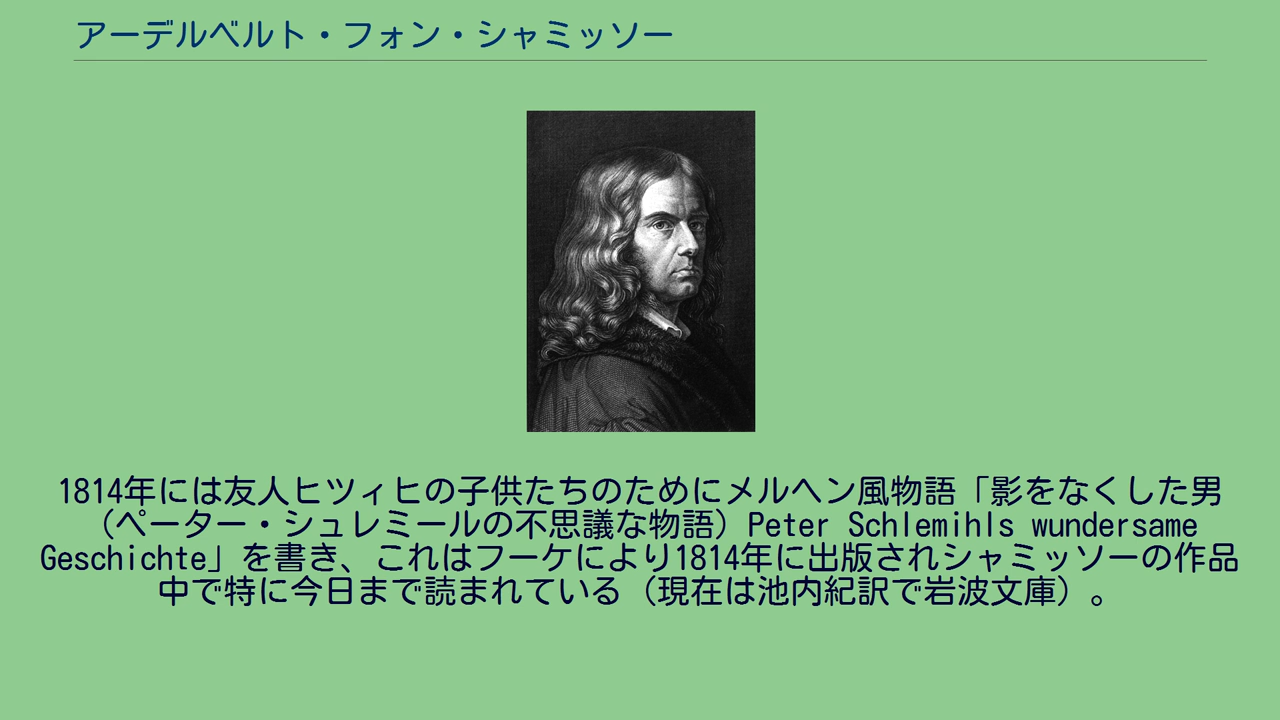 アーデルベルト・フォン・シャミッソー
1814年には友人ヒツィヒの子供たちのためにメルヘン風物語「影をなくした男
（ペーター・シュレミールの不思議な物語）Peter Schlemihls wundersame
Geschichte」を書き、これはフーケにより1814年に出版されシャミッソーの作品
中で特に今日まで読まれている（現在は池内紀訳で岩波文庫）。